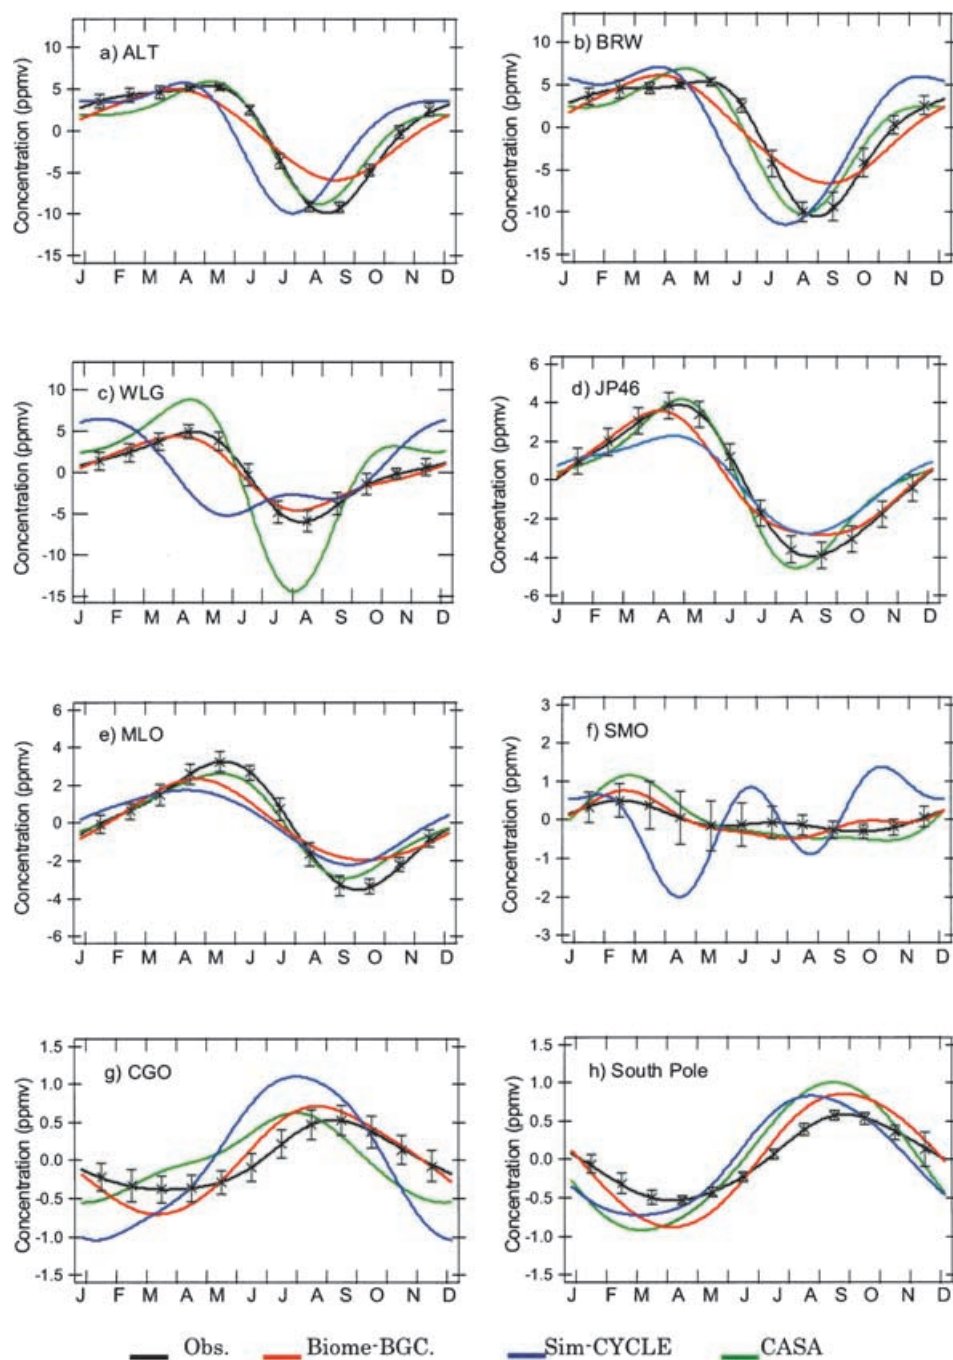 a) ALT
Concentration (ppmv)
10
5
0
-5
-10
-15
J F M A M J J A S O N D
b) BRW
Concentration (ppmv)
10
5
0
-5
-10
-15
J F M A M J J A S O N D
c) WLG
Concentration (ppmv)
10
5
0
-5
-10
-15
J F M A M J J A S O N D
d) JP46
Concentration (ppmv)
6
4
2
0
-2
-4
-6
J F M A M J J A S O N D
e) MLO
Concentration (ppmv)
6
4
2
0
-2
-4
-6
J F M A M J J A S O N D
f) SMO
Concentration (ppmv)
3
2
1
0
-1
-2
-3
J F M A M J J A S O N D
g) CGO
Concentration (ppmv)
1.5
1.0
0.5
0.0
-0.5
-1.0
-1.5
J F M A M J J A S O N D
h) South Pole
Concentration (ppmv)
1.5
1.0
0.5
0.0
-0.5
-1.0
-1.5
J F M A M J J A S O N D
Obs. Biome-BGC. Sim-CYCLE CASA